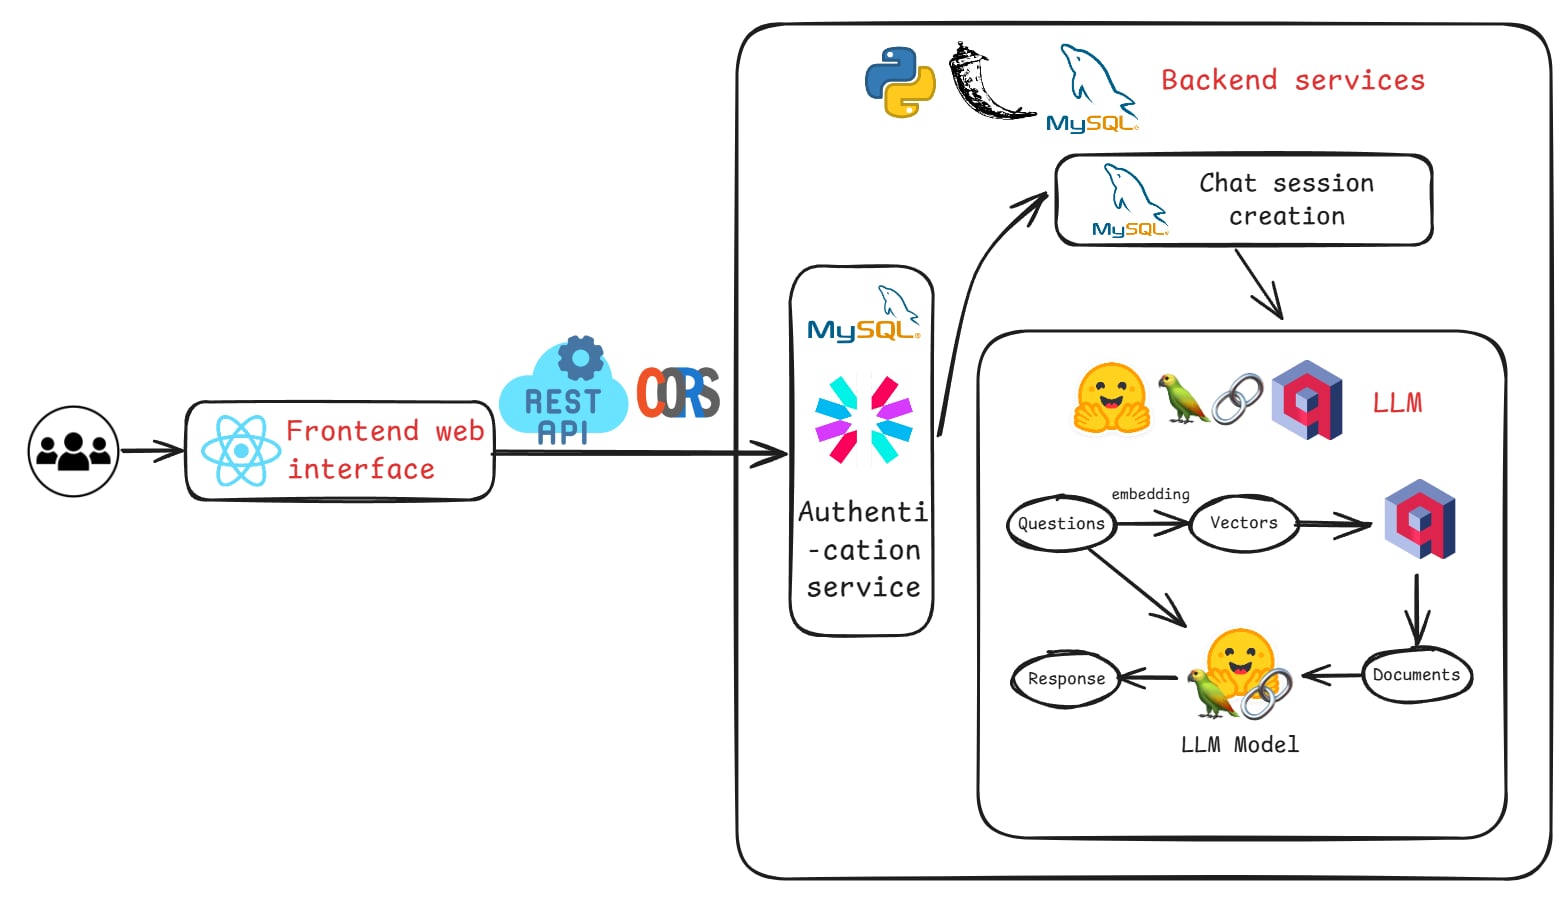 Backend services
MySQL
MySQL
Chat session
creation
MySQL
REST
API
CORS
Frontend web
interface
Authenti
-cation
service
LLM
embedding
Questions
Vectors
Response
Documents
LLM Model